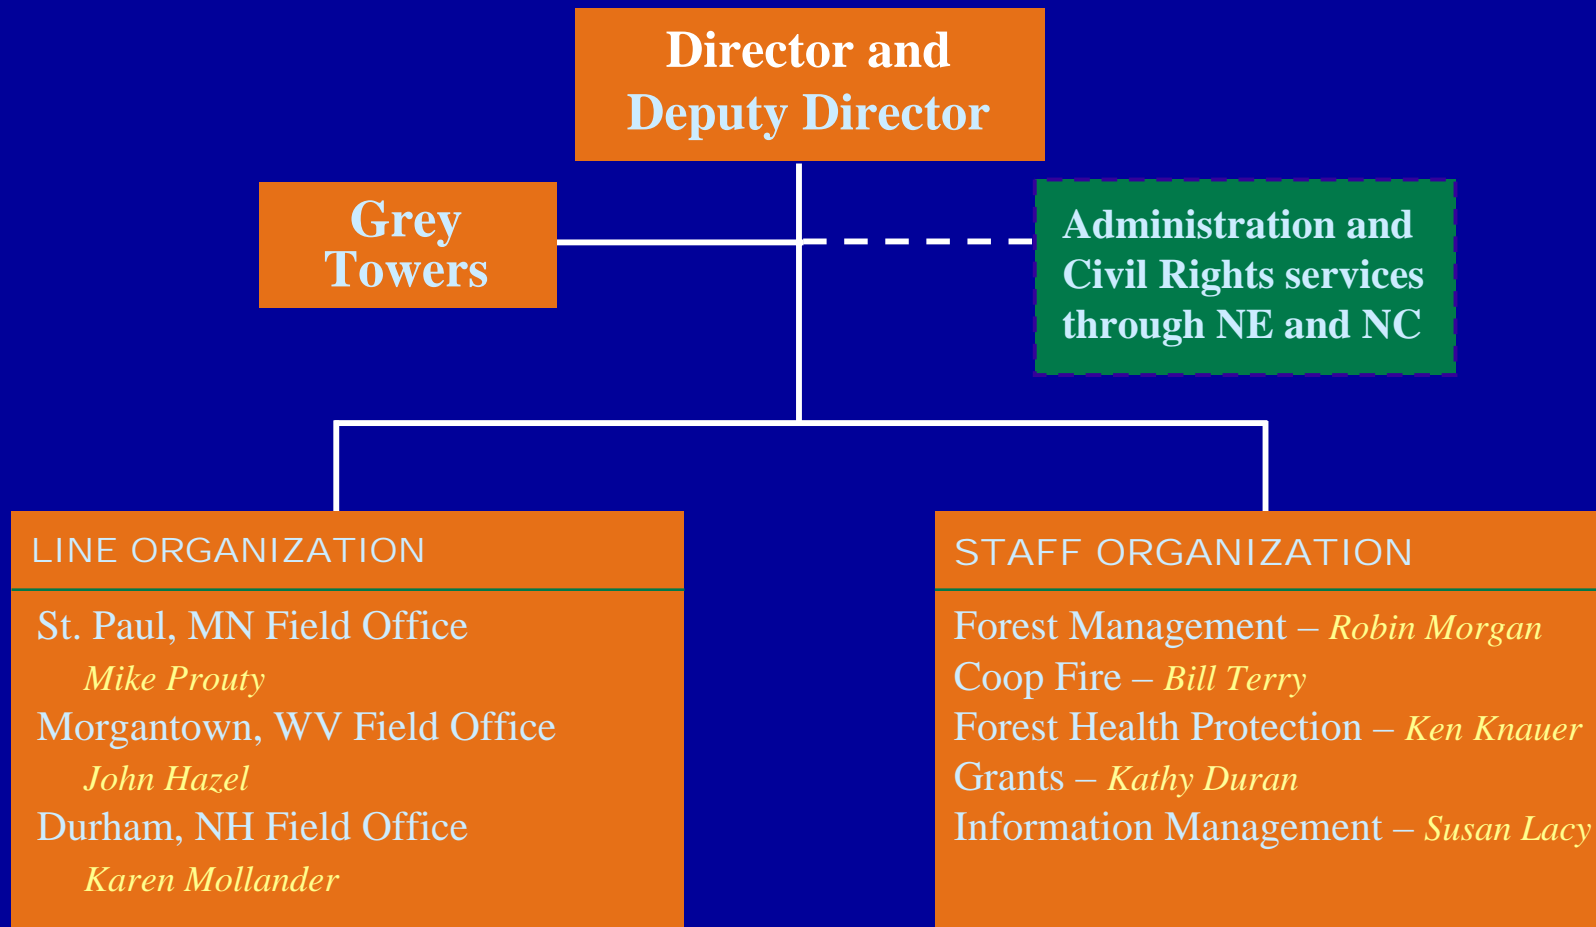 Director and
Deputy Director
Grey
Towers
Administration and
Civil Rights services
through NE and NC
LINE ORGANIZATION
St. Paul, MN Field Office
Mike Prouty
Morgantown, WV Field Office
John Hazel
Durham, NH Field Office
Karen Mollander
STAFF ORGANIZATION
Forest Management – Robin Morgan
Coop Fire – Bill Terry
Forest Health Protection – Ken Knauer
Grants – Kathy Duran
Information Management – Susan Lacy